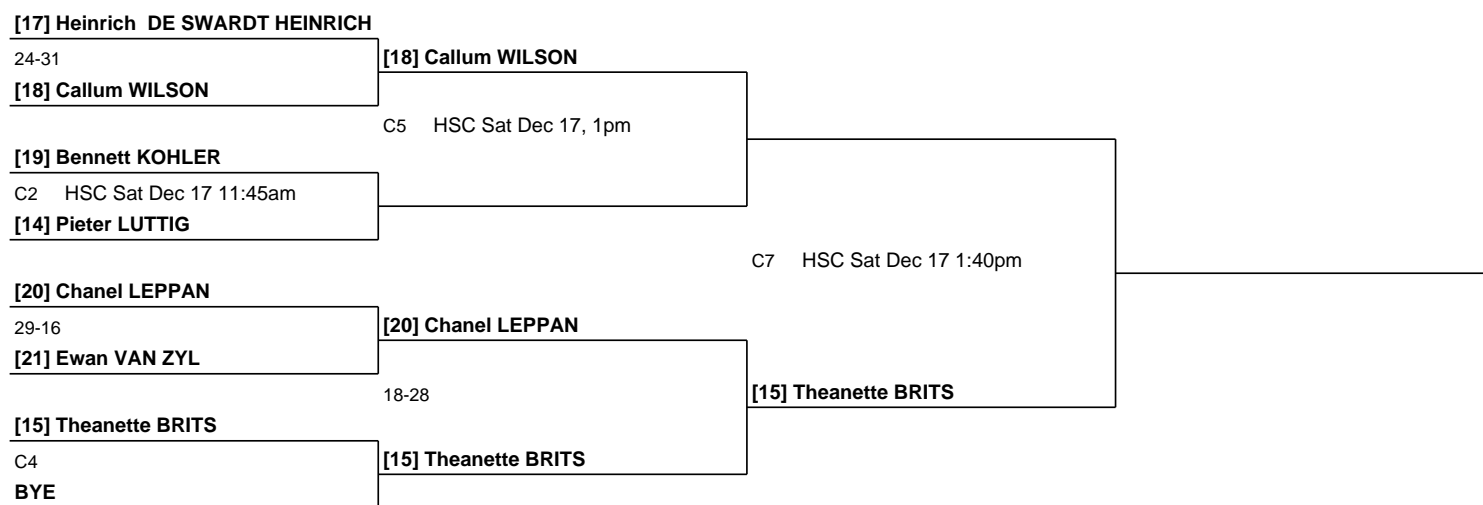 [17] Heinrich  DE SWARDT HEINRICH
24-31
[18] Callum WILSON
[18] Callum WILSON
C5 HSC Sat Dec 17, 1pm
[19] Bennett KOHLER
C2 HSC Sat Dec 17 11:45am
[14] Pieter LUTTIG
C7 HSC Sat Dec 17 1:40pm
[20] Chanel LEPPAN
29-16
[20] Chanel LEPPAN
[21] Ewan VAN ZYL
18-28
[15] Theanette BRITS
[15] Theanette BRITS
C4
[15] Theanette BRITS
BYE